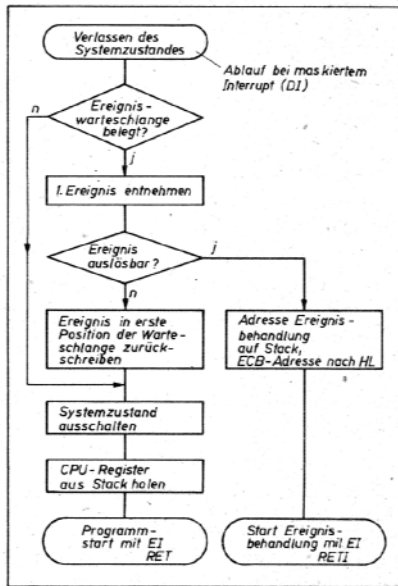 Verlassen des
Systemzustandes
Ablauf bei maskiertem
Interrupt (DI)
n
Ereignis-
warteschlange
belegt?
j
1. Ereignis entnehmen
Ereignis
auslösbar?
j
n
Ereignis in erste
Position der Warte-
schlange zurück-
schreiben
Adresse Ereignis-
behandlung
auf Stack,
ECB-Adresse nach HL
Systemzustand
ausschalten
CPU-Register
aus Stack holen
Programm-
start mit EI
RET
Start Ereignis-
behandlung mit EI
RETI